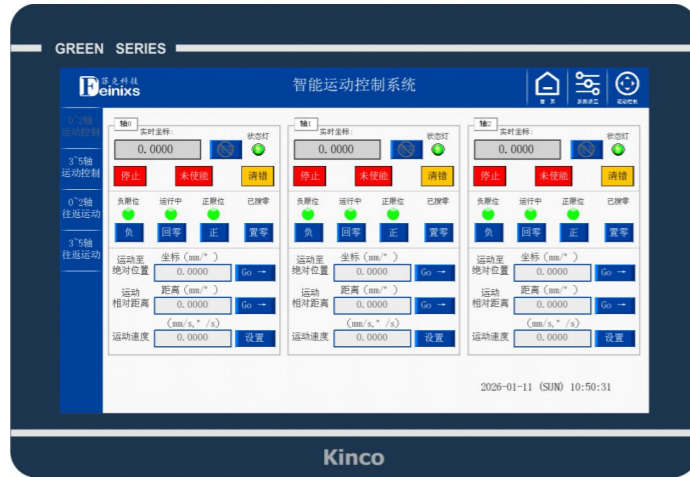 GREEN SERIES
菲克科技
Feinixs
智能运动控制系统
首页
参数设置
运动控制
0~2轴
运动控制
3~5轴
运动控制
0~2轴
往返运动
3~5轴
往返运动
轴0
实时坐标:
状态灯
0.0000
停止 未使能 清错
负限位 运行中 正限位 已搜零
负 回零 正 置零
运动至
绝对位置
坐标(mm/°)
0.0000 Go →
运动
相对距离
距离(mm/°)
0.0000 Go →
(mm/s,°/s)
运动速度 0.0000 设置
轴1
实时坐标:
状态灯
0.0000
停止 未使能 清错
负限位 运行中 正限位 已搜零
负 回零 正 置零
运动至
绝对位置
坐标(mm/°)
0.0000 Go →
运动
相对距离
距离(mm/°)
0.0000 Go →
(mm/s,°/s)
运动速度 0.0000 设置
轴2
实时坐标:
状态灯
0.0000
停止 未使能 清错
负限位 运行中 正限位 已搜零
负 回零 正 置零
运动至
绝对位置
坐标(mm/°)
0.0000 Go →
运动
相对距离
距离(mm/°)
0.0000 Go →
(mm/s,°/s)
运动速度 0.0000 设置
2026-01-11 (SUN) 10:50:31
Kinco